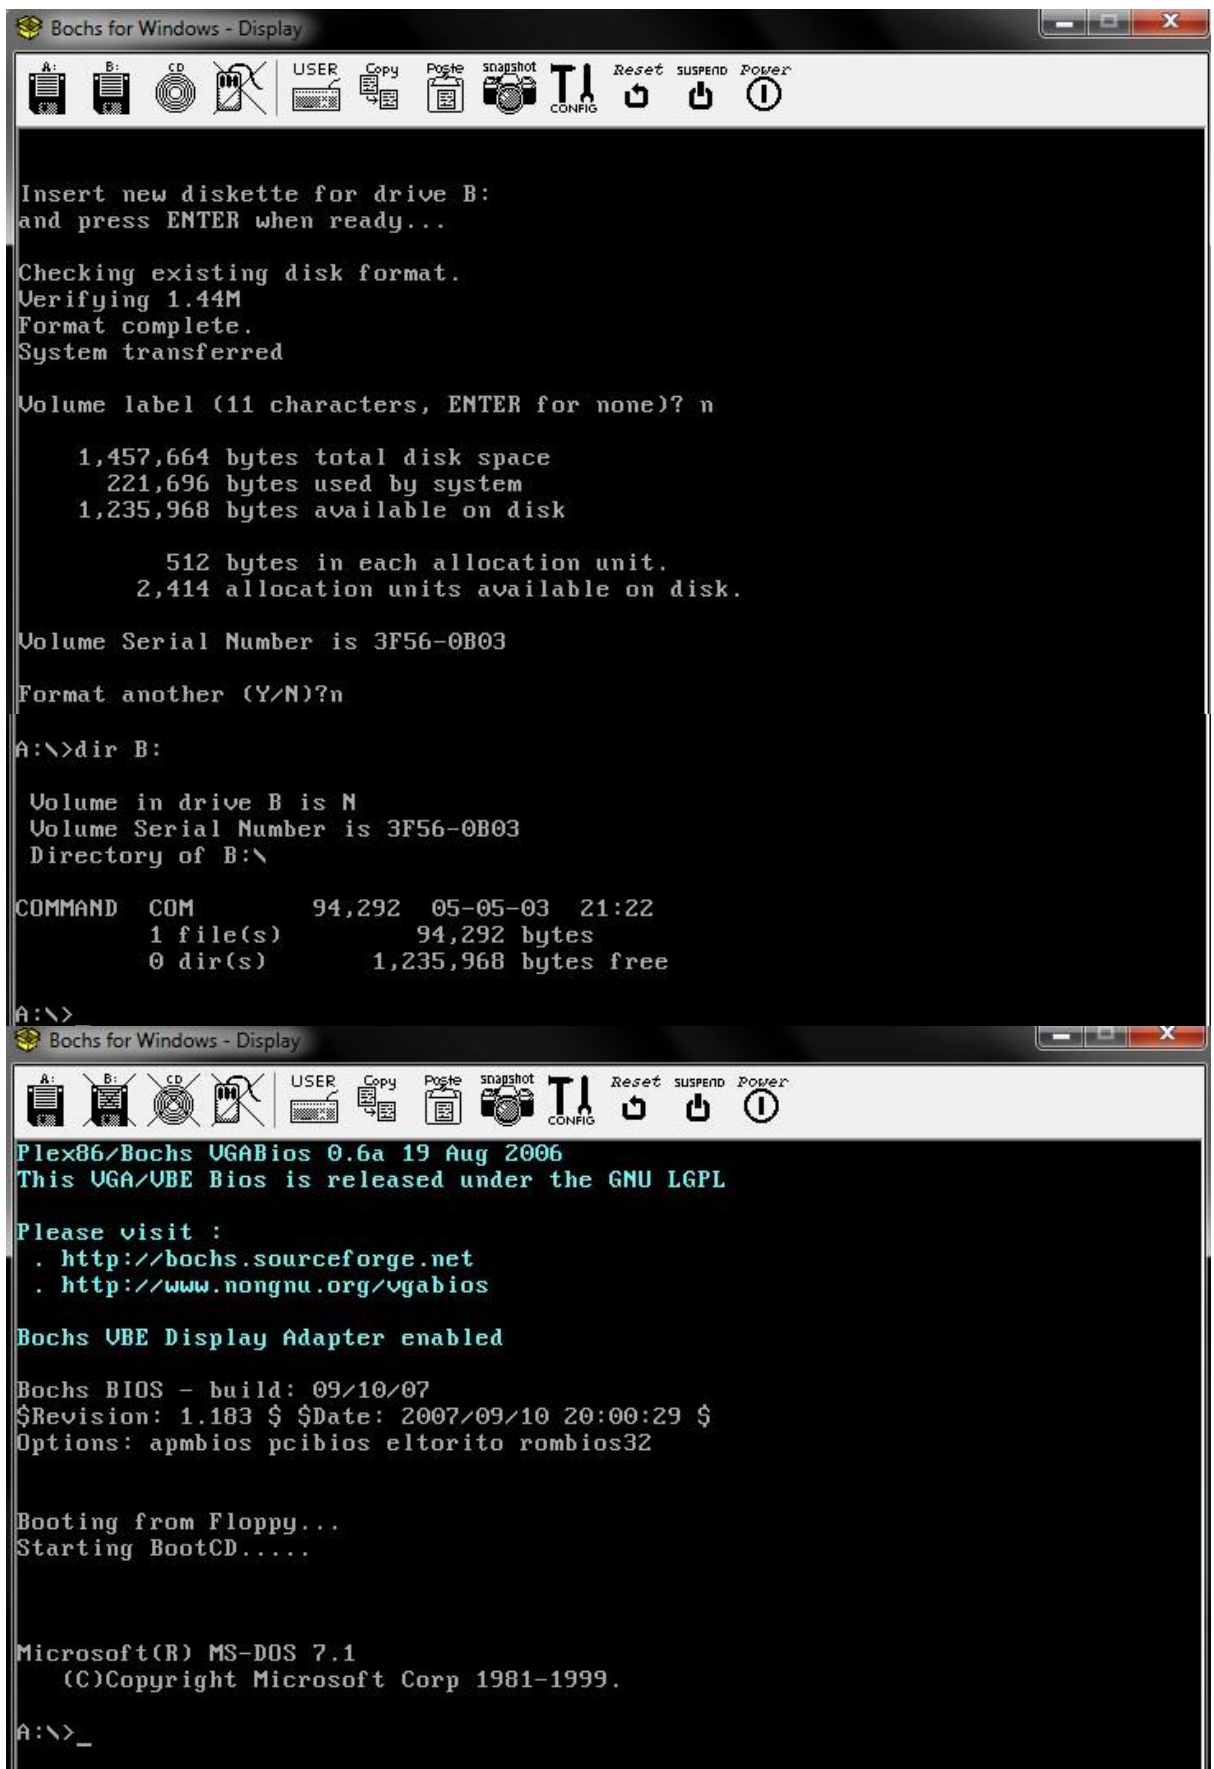 Bochs for Windows - Display
A: B: CD USER Copy Paste snapshot CONFIG Reset SUSPEND Power
Insert new diskette for drive B:
and press ENTER when ready...
Checking existing disk format.
Verifying 1.44M
Format complete.
System transferred
Volume label (11 characters, ENTER for none)? n
1,457,664 bytes total disk space
221,696 bytes used by system
1,235,968 bytes available on disk
512 bytes in each allocation unit.
2,414 allocation units available on disk.
Volume Serial Number is 3F56-0B03
Format another (Y/N)?n
A:\>dir B:
Volume in drive B is N
Volume Serial Number is 3F56-0B03
Directory of B:\
COMMAND COM 94,292 05-05-03 21:22
1 file(s) 94,292 bytes
0 dir(s) 1,235,968 bytes free
A:\>_
Bochs for Windows - Display
A: B: CD USER Copy Paste snapshot CONFIG Reset SUSPEND Power
Plex86/Bochs VGABios 0.6a 19 Aug 2006
This VGA/VBE Bios is released under the GNU LGPL
Please visit :
. http://bochs.sourceforge.net
. http://www.nongnu.org/vgabios
Bochs VBE Display Adapter enabled
Bochs BIOS - build: 09/10/07
$Revision: 1.183 $ $Date: 2007/09/10 20:00:29 $
Options: apmbios pcibios eltorito rombios32
Booting from Floppy...
Starting BootCD.....
Microsoft(R) MS-DOS 7.1
(C)Copyright Microsoft Corp 1981-1999.
A:\>_